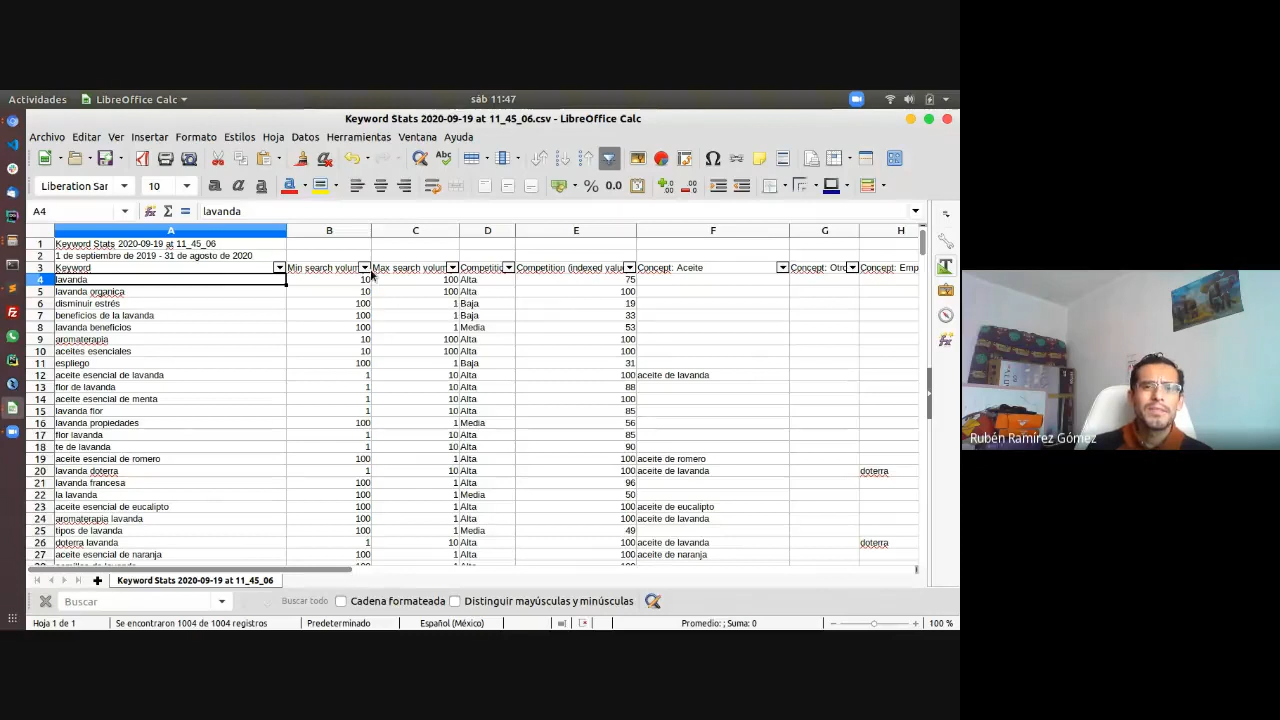 Actividades LibreOffice Calc sáb 11:47
Keyword Stats 2020-09-19 at 11_45_06.csv - LibreOffice Calc
Archivo Editar Ver Insertar Formato Estilos Hoja Datos Herramientas Ventana Ayuda
Liberation Sar 10
A4 lavanda
A B C D E F G H
1 Keyword Stats 2020-09-19 at 11_45_06
2 1 de septiembre de 2019 - 31 de agosto de 2020
3 Keyword Min search volum Max search volum Competitic Competition (indexed value Concept: Aceite Concept: Otro Concept: Emp
4 lavanda 10 100 Alta 75
5 lavanda organica 10 100 Alta 100
6 disminuir estrés 100 1 Baja 19
7 beneficios de la lavanda 100 1 Baja 33
8 lavanda beneficios 100 1 Media 53
9 aromaterapia 10 100 Alta 100
10 aceites esenciales 10 100 Alta 100
11 espliego 100 1 Baja 31
12 aceite esencial de lavanda 1 10 Alta 100 aceite de lavanda
13 flor de lavanda 1 10 Alta 88
14 aceite esencial de menta 1 10 Alta 100
15 lavanda flor 1 10 Alta 85
16 lavanda propiedades 100 1 Media 56
17 flor lavanda 1 10 Alta 85
18 te de lavanda 1 10 Alta 90
19 aceite esencial de romero 100 1 Alta 100 aceite de romero
20 lavanda doterra 1 10 Alta 100 aceite de lavanda doterra
21 lavanda francesa 100 1 Alta 96
22 la lavanda 100 1 Media 50
23 aceite esencial de eucalipto 100 1 Alta 100 aceite de eucalipto
24 aromaterapia lavanda 100 1 Alta 100 aceite de lavanda
25 tipos de lavanda 100 1 Media 49
26 doterra lavanda 1 10 Alta 100 aceite de lavanda doterra
27 aceite esencial de naranja 100 1 Alta 100 aceite de naranja
Keyword Stats 2020-09-19 at 11_45_06
Buscar Buscar todo Cadena formateada Distinguir mayúsculas y minúsculas
Hoja 1 de 1 Se encontraron 1004 de 1004 registros Predeterminado Español (México) Promedio: ; Suma: 0 100 %
Rubén Ramírez Gómez